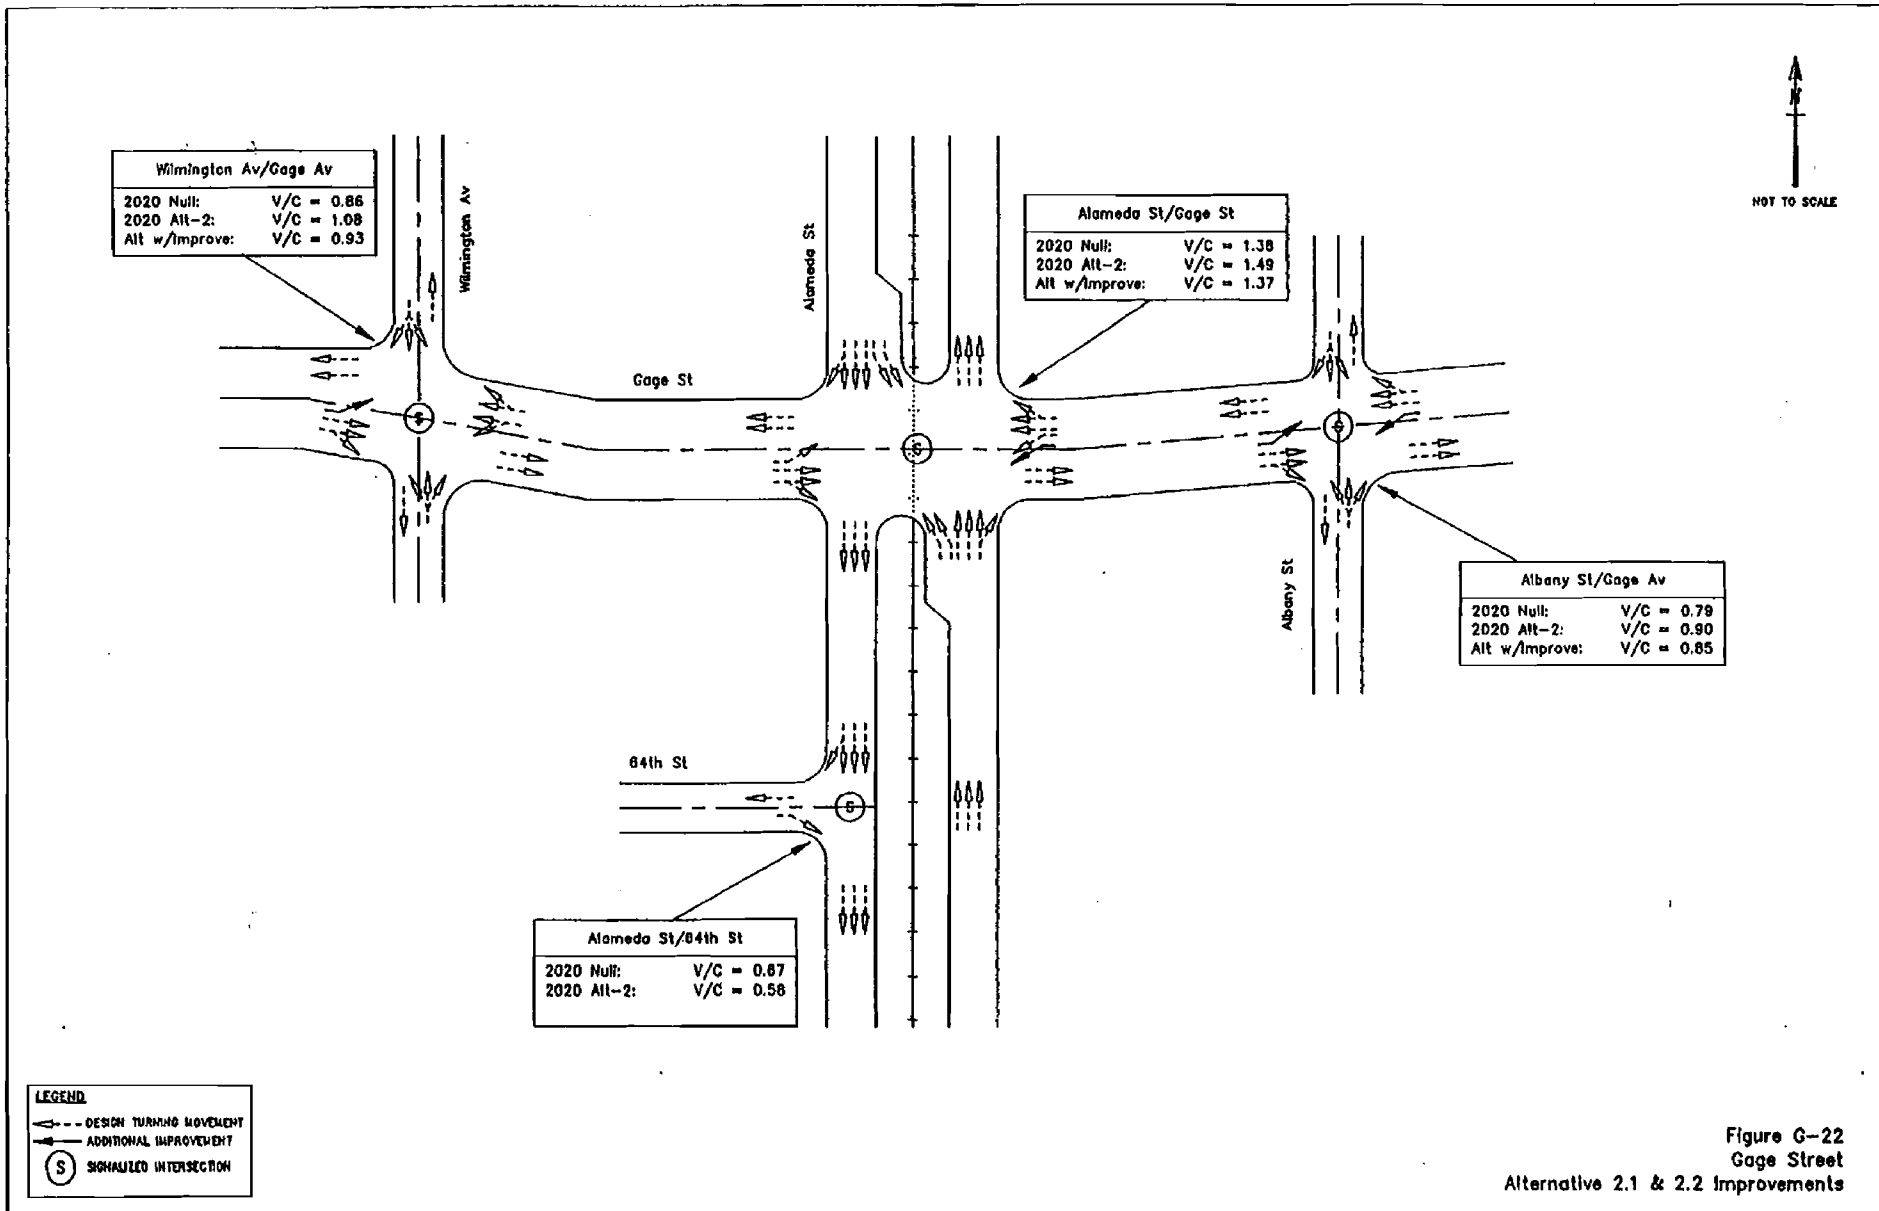 N
NOT TO SCALE
Wilmington Av/Gage Av
2020 Null: V/C = 0.86
2020 Alt-2: V/C = 1.08
Alt w/Improve: V/C = 0.93
Wilmington Av
Alameda St
Alameda St/Gage St
2020 Null: V/C = 1.38
2020 Alt-2: V/C = 1.49
Alt w/Improve: V/C = 1.37
Gage St
S
S
S
Albany St
Albany St/Gage Av
2020 Null: V/C = 0.79
2020 Alt-2: V/C = 0.90
Alt w/Improve: V/C = 0.85
64th St
S
Alameda St/64th St
2020 Null: V/C = 0.67
2020 Alt-2: V/C = 0.58
LEGEND
DESIGN TURNING MOVEMENT
ADDITIONAL IMPROVEMENT
S SIGNALIZED INTERSECTION
Figure G-22
Gage Street
Alternative 2.1 & 2.2 Improvements